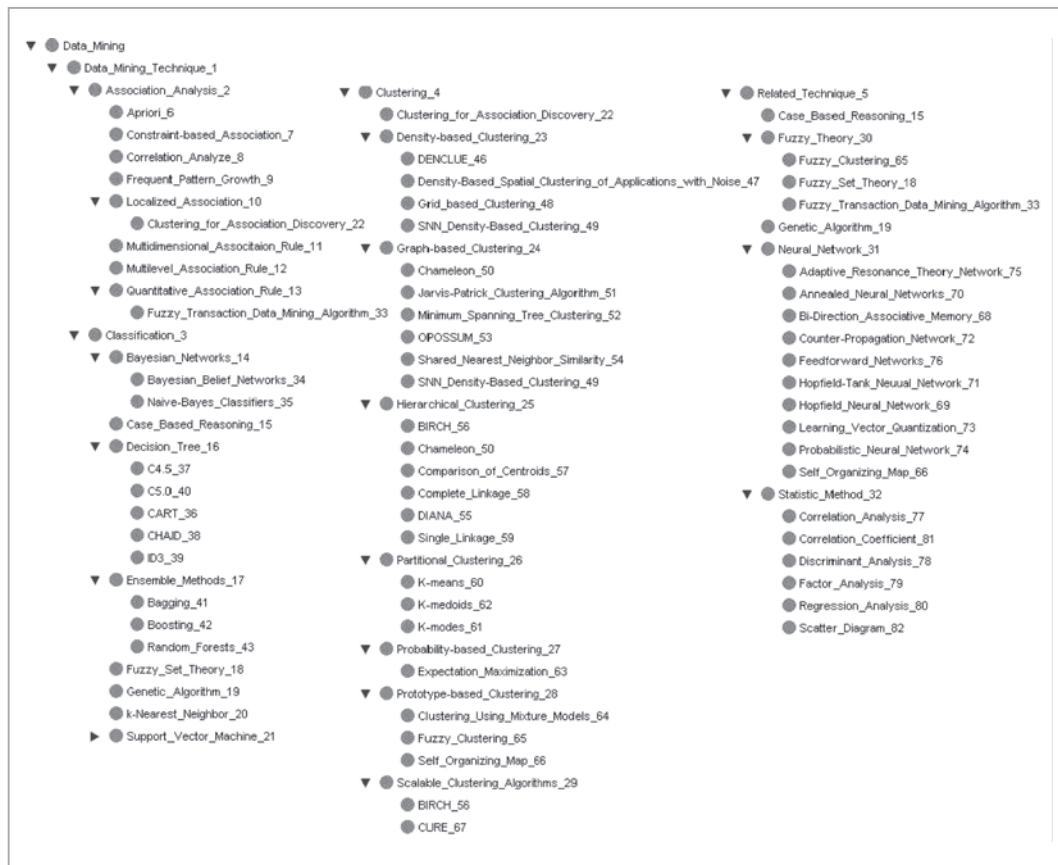 Data_Mining
Data_Mining_Technique_1
Association_Analysis_2
Apriori_6
Constraint-based_Association_7
Correlation_Analyze_8
Frequent_Pattern_Growth_9
Localized_Association_10
Clustering_for_Association_Discovery_22
Multidimensional_Associtaion_Rule_11
Multilevel_Association_Rule_12
Quantitative_Association_Rule_13
Fuzzy_Transaction_Data_Mining_Algorithm_33
Classification_3
Bayesian_Networks_14
Bayesian_Belief_Networks_34
Naive-Bayes_Classifiers_35
Case_Based_Reasoning_15
Decision_Tree_16
C4.5_37
C5.0_40
CART_36
CHAID_38
ID3_39
Ensemble_Methods_17
Bagging_41
Boosting_42
Random_Forests_43
Fuzzy_Set_Theory_18
Genetic_Algorithm_19
k-Nearest_Neighbor_20
Support_Vector_Machine_21
Clustering_4
Clustering_for_Association_Discovery_22
Density-based_Clustering_23
DENCLUE_46
Density-Based_Spatial_Clustering_of_Applications_with_Noise_47
Grid_based_Clustering_48
SNN_Density-Based_Clustering_49
Graph-based_Clustering_24
Chameleon_50
Jarvis-Patrick_Clustering_Algorithm_51
Minimum_Spanning_Tree_Clustering_52
OPOSSUM_53
Shared_Nearest_Neighbor_Similarity_54
SNN_Density-Based_Clustering_49
Hierarchical_Clustering_25
BIRCH_56
Chameleon_50
Comparison_of_Centroids_57
Complete_Linkage_58
DIANA_55
Single_Linkage_59
Partitional_Clustering_26
K-means_60
K-medoids_62
K-modes_61
Probability-based_Clustering_27
Expectation_Maximization_63
Prototype-based_Clustering_28
Clustering_Using_Mixture_Models_64
Fuzzy_Clustering_65
Self_Organizing_Map_66
Scalable_Clustering_Algorithms_29
BIRCH_56
CURE_67
Related_Technique_5
Case_Based_Reasoning_15
Fuzzy_Theory_30
Fuzzy_Clustering_65
Fuzzy_Set_Theory_18
Fuzzy_Transaction_Data_Mining_Algorithm_33
Genetic_Algorithm_19
Neural_Network_31
Adaptive_Resonance_Theory_Network_75
Annealed_Neural_Networks_70
Bi-Direction_Associative_Memory_68
Counter-Propagation_Network_72
Feedforward_Networks_76
Hopfield-Tank_Neuual_Network_71
Hopfield_Neural_Network_69
Learning_Vector_Quantization_73
Probabilistic_Neural_Network_74
Self_Organizing_Map_66
Statistic_Method_32
Correlation_Analysis_77
Correlation_Coefficient_81
Discriminant_Analysis_78
Factor_Analysis_79
Regression_Analysis_80
Scatter_Diagram_82